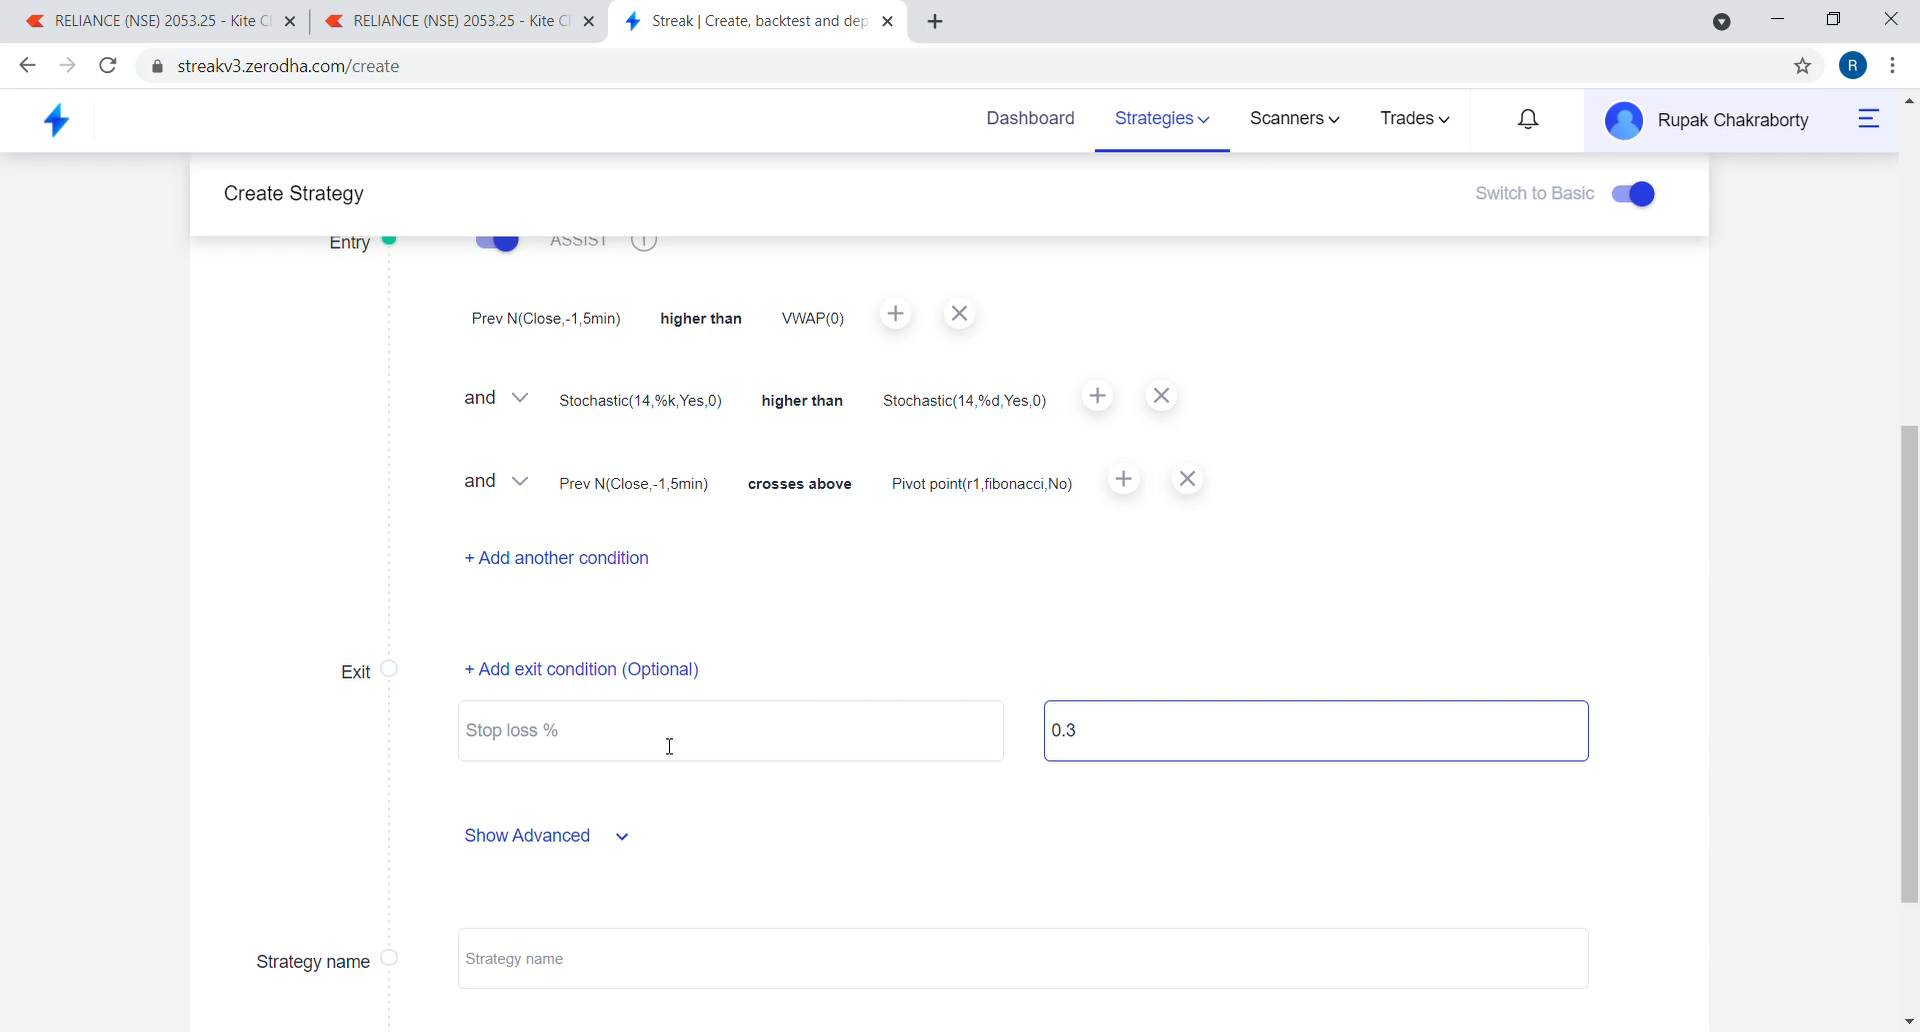 RELIANCE (NSE) 2053.25 - Kite C
RELIANCE (NSE) 2053.25 - Kite C
Streak | Create, backtest and dep
streakv3.zerodha.com/create
R
Dashboard
Strategies
Scanners
Trades
Rupak Chakraborty
Create Strategy
Switch to Basic
Entry
ASSIST
Prev N(Close,-1,5min) higher than VWAP(0)
and Stochastic(14,%k,Yes,0) higher than Stochastic(14,%d,Yes,0)
and Prev N(Close,-1,5min) crosses above Pivot point(r1,fibonacci,No)
+ Add another condition
Exit
+ Add exit condition (Optional)
Stop loss %
0.3
Show Advanced
Strategy name
Strategy name